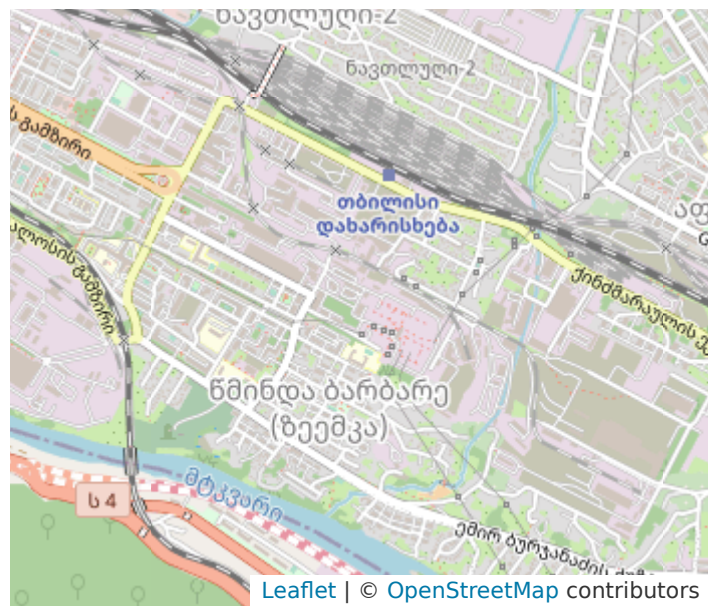 ნავთლუღი-2
ნავთლუღი-2
ს გამზირი
თბილისი
დახარისხება
ალოსის გამზირი
ქინძმარაულის
წმინდა ბარბარე
(ზეემკა)
ს 4
მტკვარი
ემირ ბურჯანაძის
Leaflet | © OpenStreetMap contributors